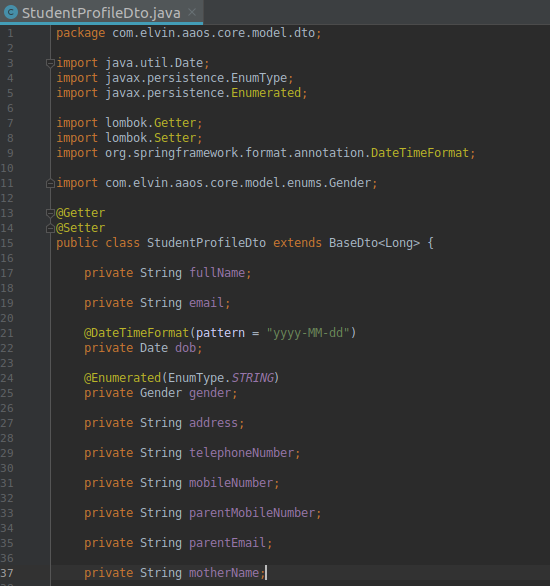 StudentProfileDto.java
1 package com.elvin.aaos.core.model.dto;
2
3 import java.util.Date;
4 import javax.persistence.EnumType;
5 import javax.persistence.Enumerated;
6
7 import lombok.Getter;
8 import lombok.Setter;
9 import org.springframework.format.annotation.DateTimeFormat;
10
11 import com.elvin.aaos.core.model.enums.Gender;
12
13 @Getter
14 @Setter
15 public class StudentProfileDto extends BaseDto<Long> {
16
17 private String fullName;
18
19 private String email;
20
21 @DateTimeFormat(pattern = "yyyy-MM-dd")
22 private Date dob;
23
24 @Enumerated(EnumType.STRING)
25 private Gender gender;
26
27 private String address;
28
29 private String telephoneNumber;
30
31 private String mobileNumber;
32
33 private String parentMobileNumber;
34
35 private String parentEmail;
36
37 private String motherName;